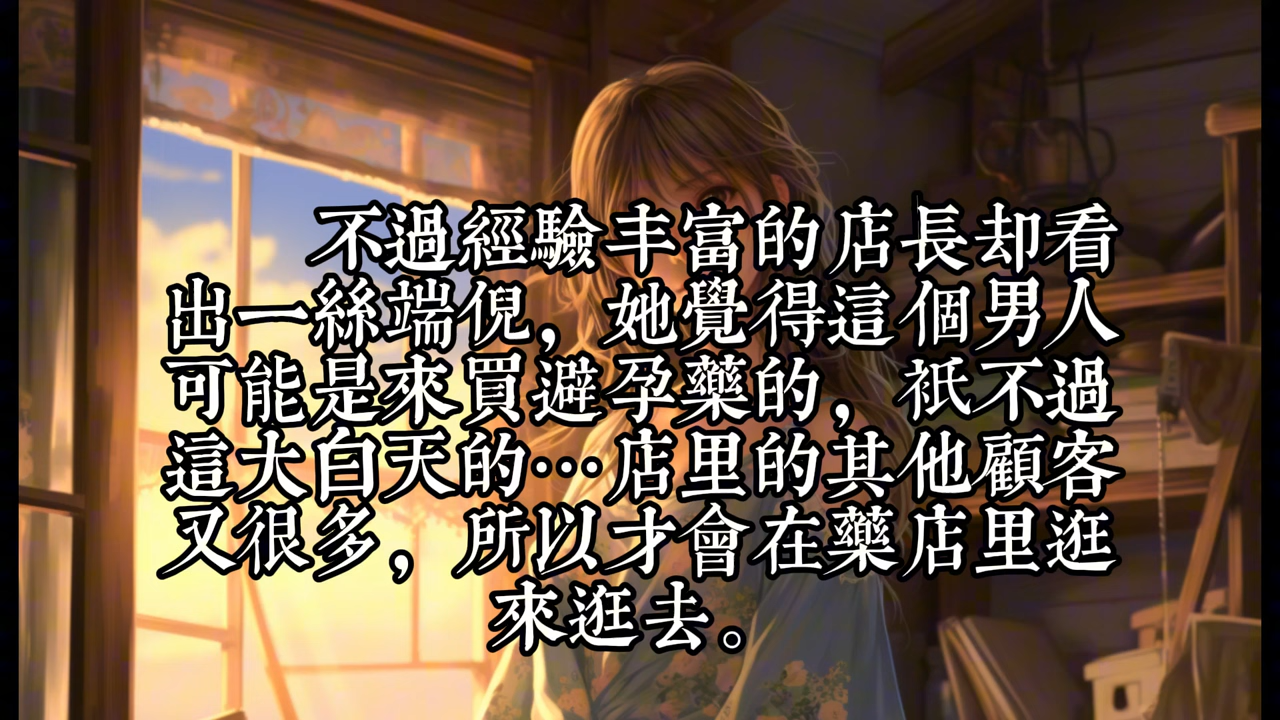 不過經驗丰富的店長却看
出一絲端倪，她覺得這個男人
可能是來買避孕藥的，衹不過
這大白天的…店里的其他顧客
又很多，所以才會在藥店里逛
來逛去。